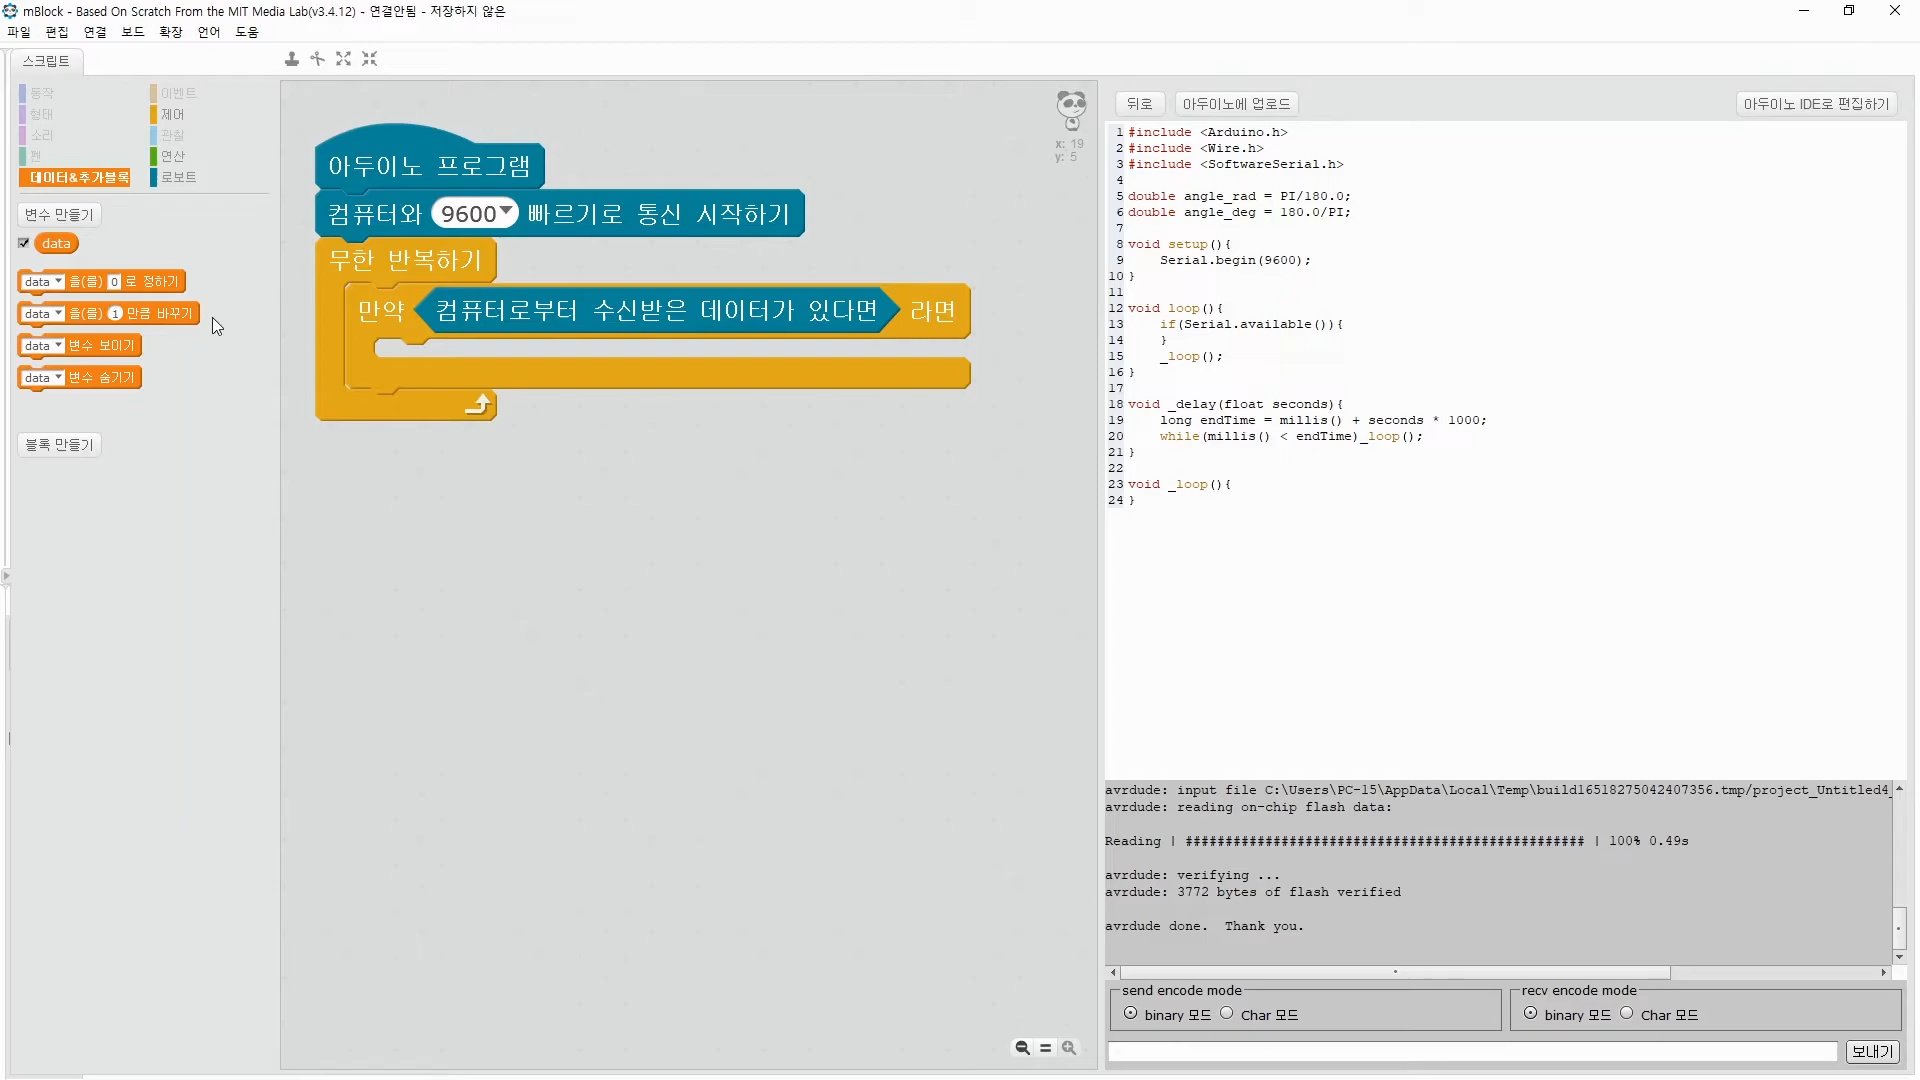 mBlock - Based On Scratch From the MIT Media Lab(v3.4.12) - 연결안됨 - 저장하지 않은
파일 편집 연결 보드 확장 언어 도움
스크립트
동작 이벤트
형태 제어
소리 관찰
펜 연산
데이터&추가블록 로보트
변수 만들기
data
data 을(를) 0 로 정하기
data 을(를) 1 만큼 바꾸기
data 변수 보이기
data 변수 숨기기
블록 만들기
아두이노 프로그램
컴퓨터와 9600 빠르기로 통신 시작하기
무한 반복하기
만약 컴퓨터로부터 수신받은 데이터가 있다면 라면
x: 19
y: 5
뒤로 아두이노에 업로드 아두이노 IDE로 편집하기
1 #include <Arduino.h>
2 #include <Wire.h>
3 #include <SoftwareSerial.h>
4
5 double angle_rad = PI/180.0;
6 double angle_deg = 180.0/PI;
7
8 void setup(){
9 Serial.begin(9600);
10 }
11
12 void loop(){
13 if(Serial.available()){
14 }
15 _loop();
16 }
17
18 void _delay(float seconds){
19 long endTime = millis() + seconds * 1000;
20 while(millis() < endTime)_loop();
21 }
22
23 void _loop(){
24 }
avrdude: input file C:\Users\PC-15\AppData\Local\Temp\build16518275042407356.tmp/project_Untitled4_
avrdude: reading on-chip flash data:
Reading | ################################################## | 100% 0.49s
avrdude: verifying ...
avrdude: 3772 bytes of flash verified
avrdude done.  Thank you.
send encode mode
binary 모드 Char 모드
recv encode mode
binary 모드 Char 모드
보내기